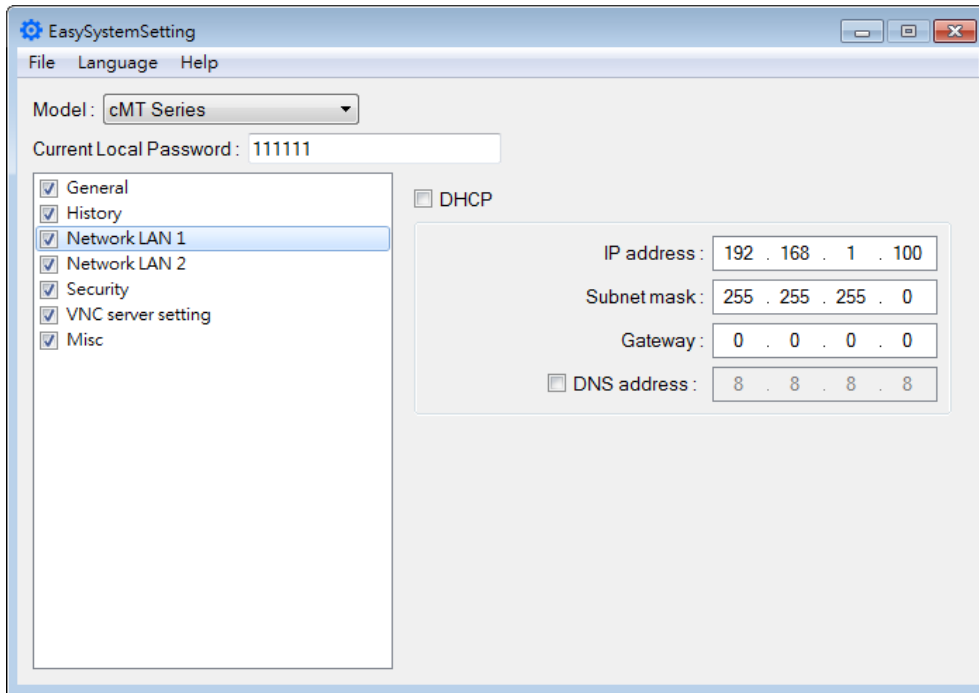 EasySystemSetting
File Language Help
Model : cMT Series
Current Local Password : 111111
General
History
Network LAN 1
Network LAN 2
Security
VNC server setting
Misc
DHCP
IP address : 192 . 168 . 1 . 100
Subnet mask : 255 . 255 . 255 . 0
Gateway : 0 . 0 . 0 . 0
DNS address : 8 . 8 . 8 . 8